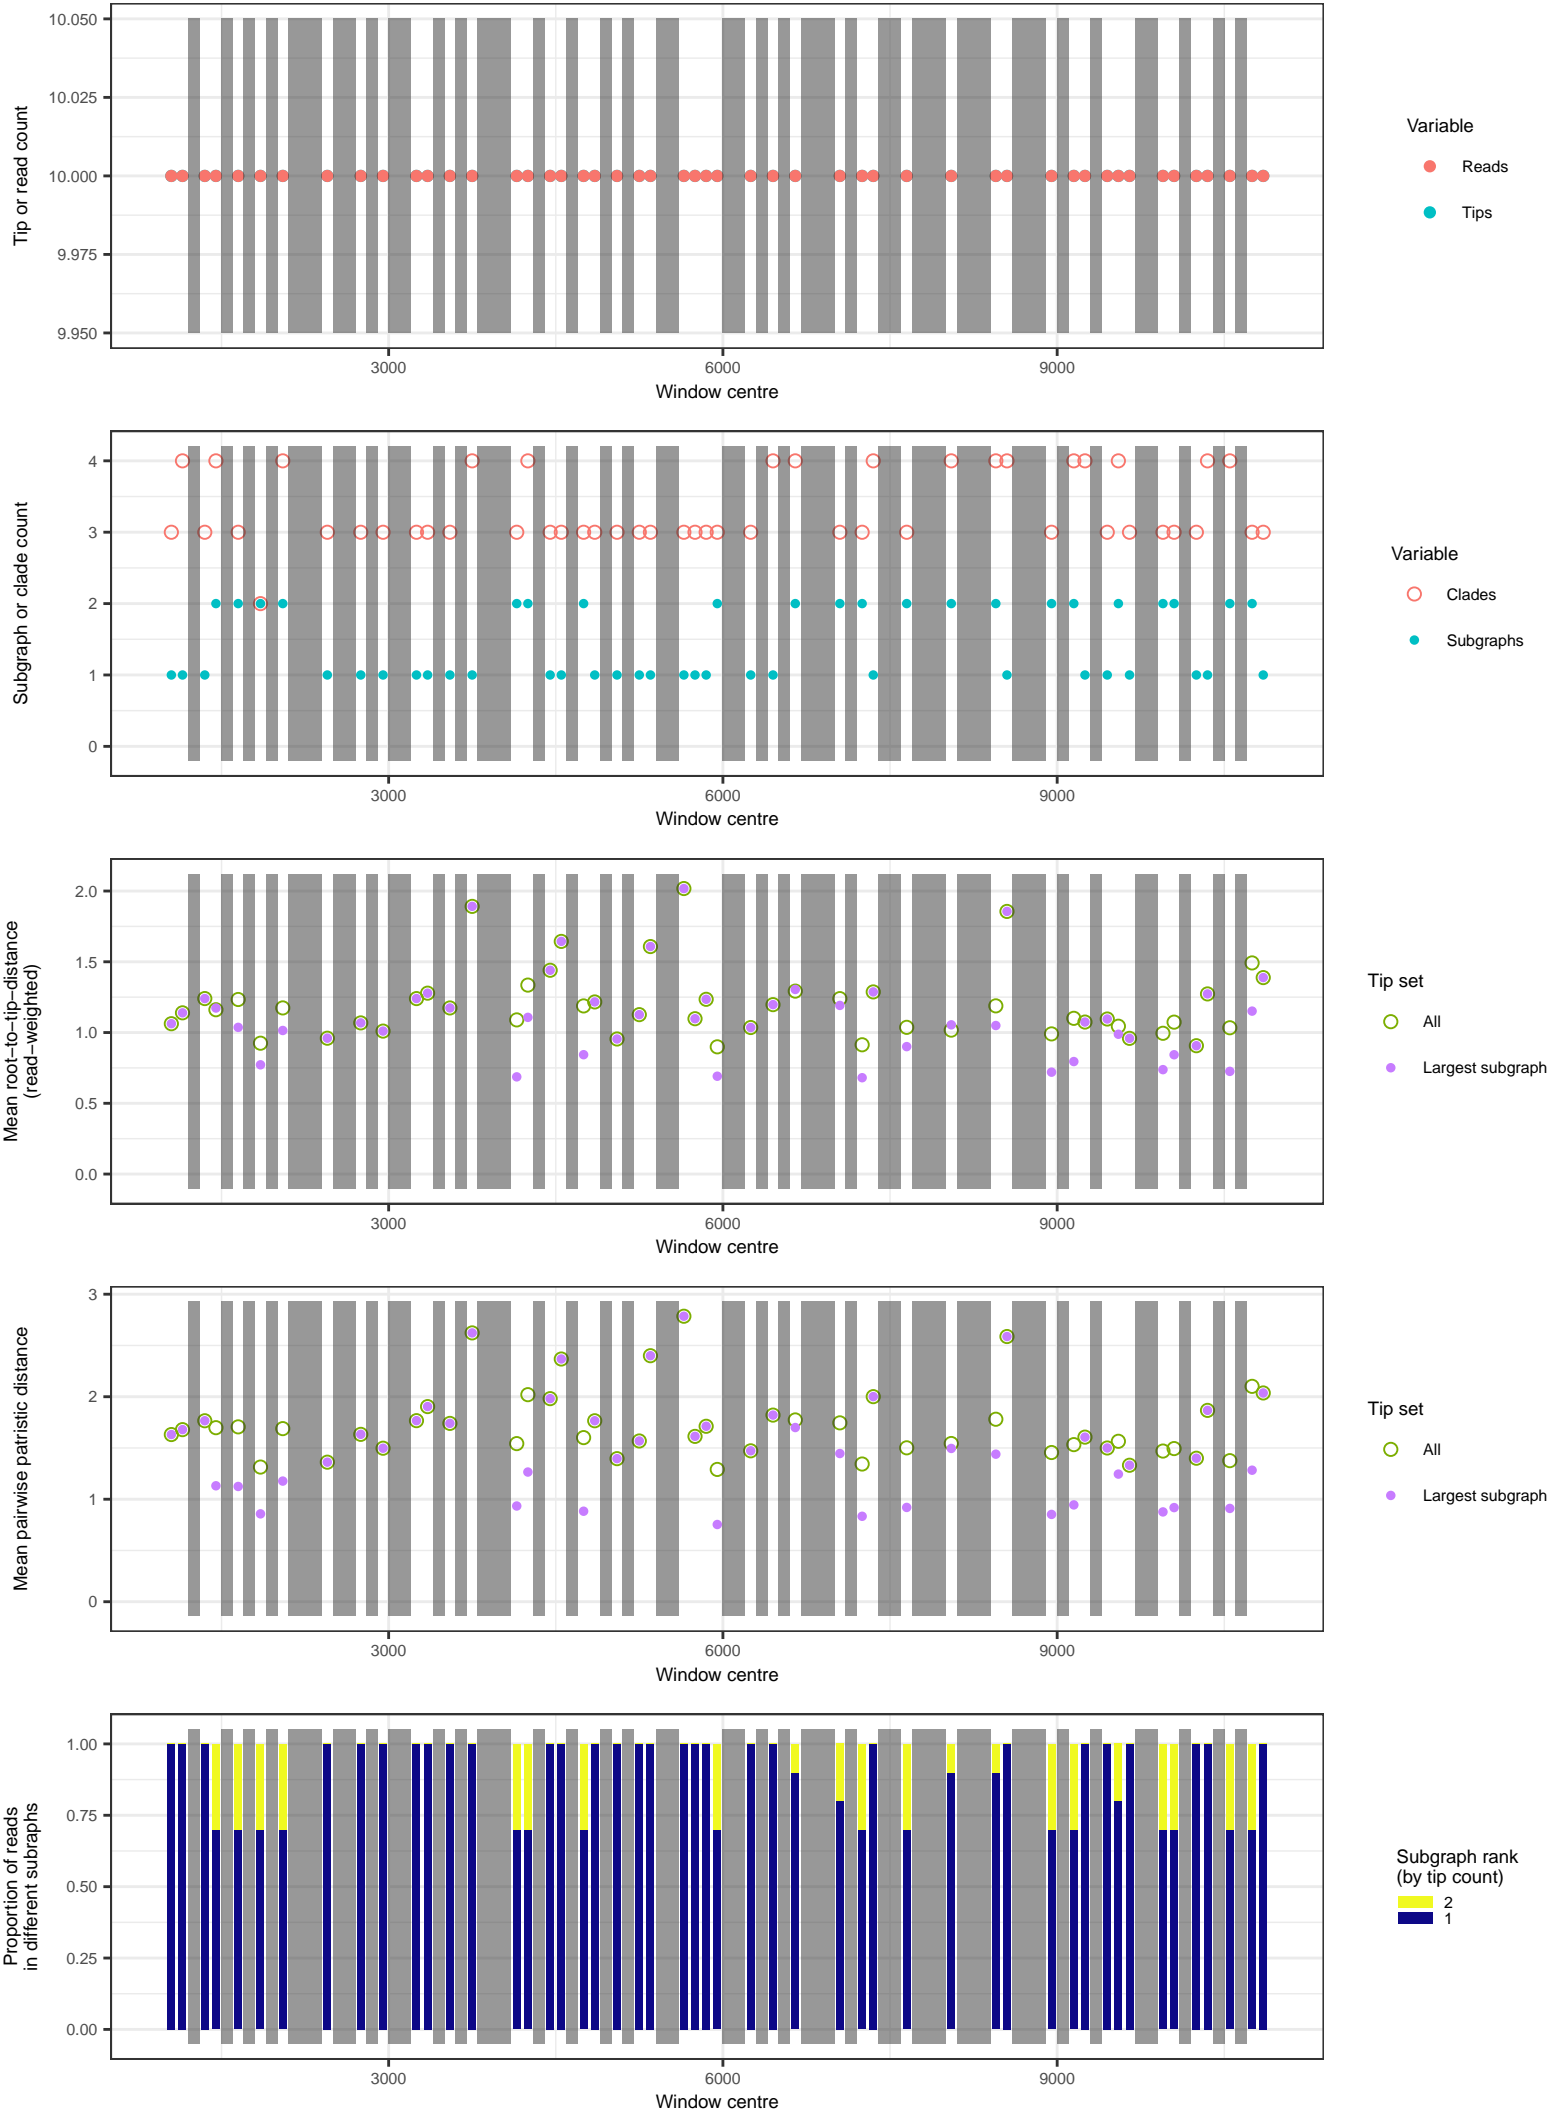 10.050
10.025
10.000
9.975
9.950
Tip or read count
3000 6000 9000
Window centre
Variable
Reads
Tips
4
3
2
1
0
Subgraph or clade count
3000 6000 9000
Window centre
Variable
Clades
Subgraphs
2.0
1.5
1.0
0.5
0.0
Mean root−to−tip−distance
(read−weighted)
3000 6000 9000
Window centre
Tip set
All
Largest subgraph
3
2
1
0
Mean pairwise patristic distance
3000 6000 9000
Window centre
Tip set
All
Largest subgraph
1.00
0.75
0.50
0.25
0.00
Proportion of reads
in different subraphs
3000 6000 9000
Window centre
Subgraph rank
(by tip count)
2
1